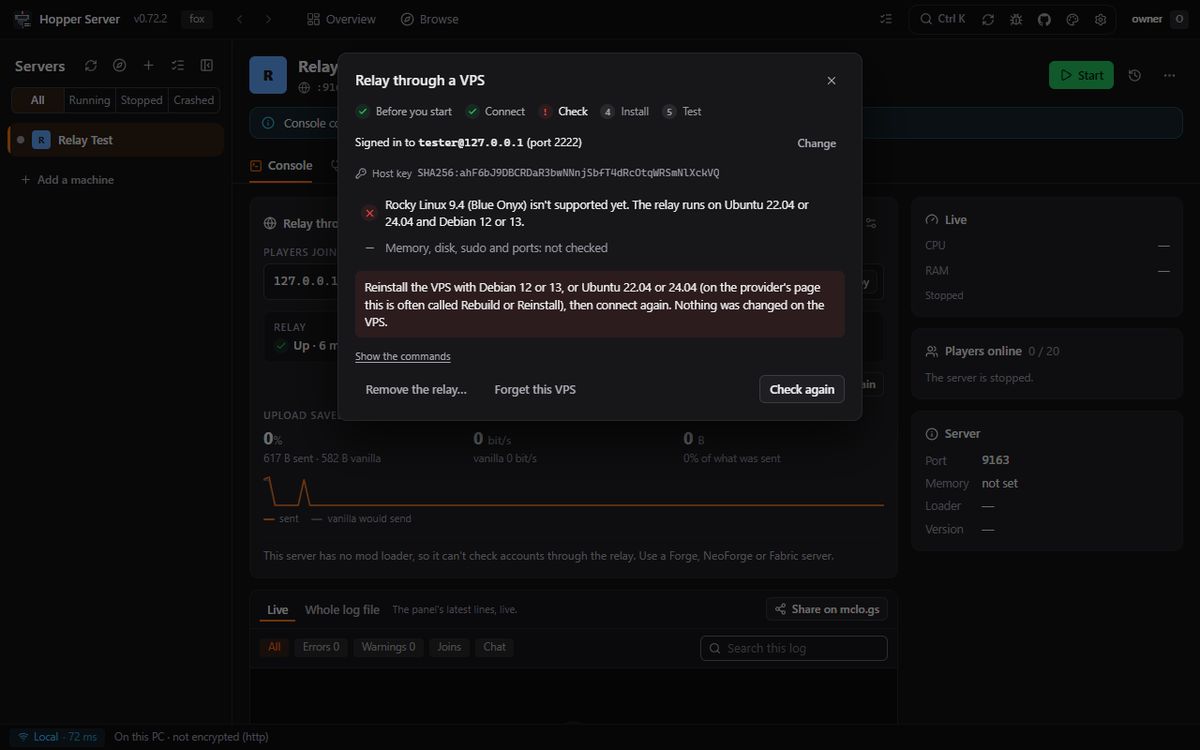 Hopper Server v0.72.2 fox Overview Browse Ctrl K owner O
Servers
All Running Stopped Crashed
R Relay Test
Add a machine
R Relay
:916
Start
Console co
Console
Relay through a VPS
Before you start Connect ! Check 4 Install 5 Test
Signed in to tester@127.0.0.1 (port 2222) Change
Host key SHA256:ahF6bJ9DBCRDaR3bwNNnjSbfT4dRcOtqWRSmNlXckVQ
Rocky Linux 9.4 (Blue Onyx) isn't supported yet. The relay runs on Ubuntu 22.04 or
24.04 and Debian 12 or 13.
Memory, disk, sudo and ports: not checked
Reinstall the VPS with Debian 12 or 13, or Ubuntu 22.04 or 24.04 (on the provider's page
this is often called Rebuild or Reinstall), then connect again. Nothing was changed on the
VPS.
Show the commands
Remove the relay... Forget this VPS Check again
Relay thro
PLAYERS JOIN
127.0.0.1
RELAY
Up · 6 m
UPLOAD SAVE
0% 0 bit/s 0 B
617 B sent · 582 B vanilla vanilla 0 bit/s 0% of what was sent
sent vanilla would send
This server has no mod loader, so it can't check accounts through the relay. Use a Forge, NeoForge or Fabric server.
Live Whole log file The panel's latest lines, live. Share on mclo.gs
All Errors 0 Warnings 0 Joins Chat Search this log
Live
CPU —
RAM —
Stopped
Players online 0 / 20
The server is stopped.
Server
Port 9163
Memory not set
Loader —
Version —
Local · 72 ms On this PC · not encrypted (http)